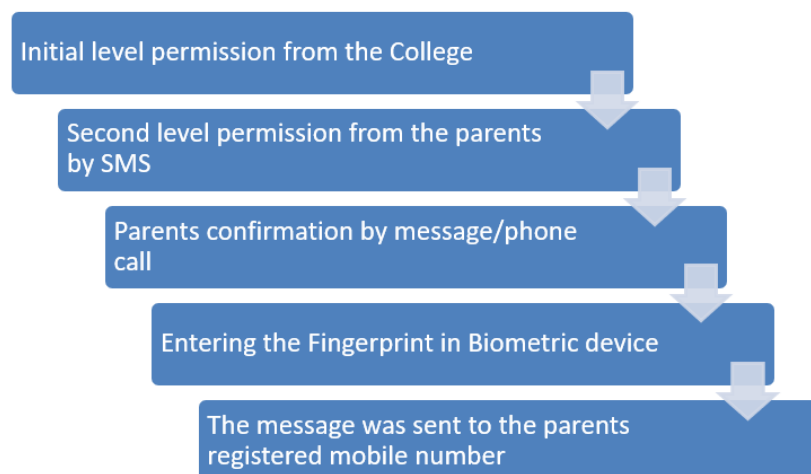 Initial level permission from the College
Second level permission from the parents
by SMS
Parents confirmation by message/phone
call
Entering the Fingerprint in Biometric device
The message was sent to the parents
registered mobile number